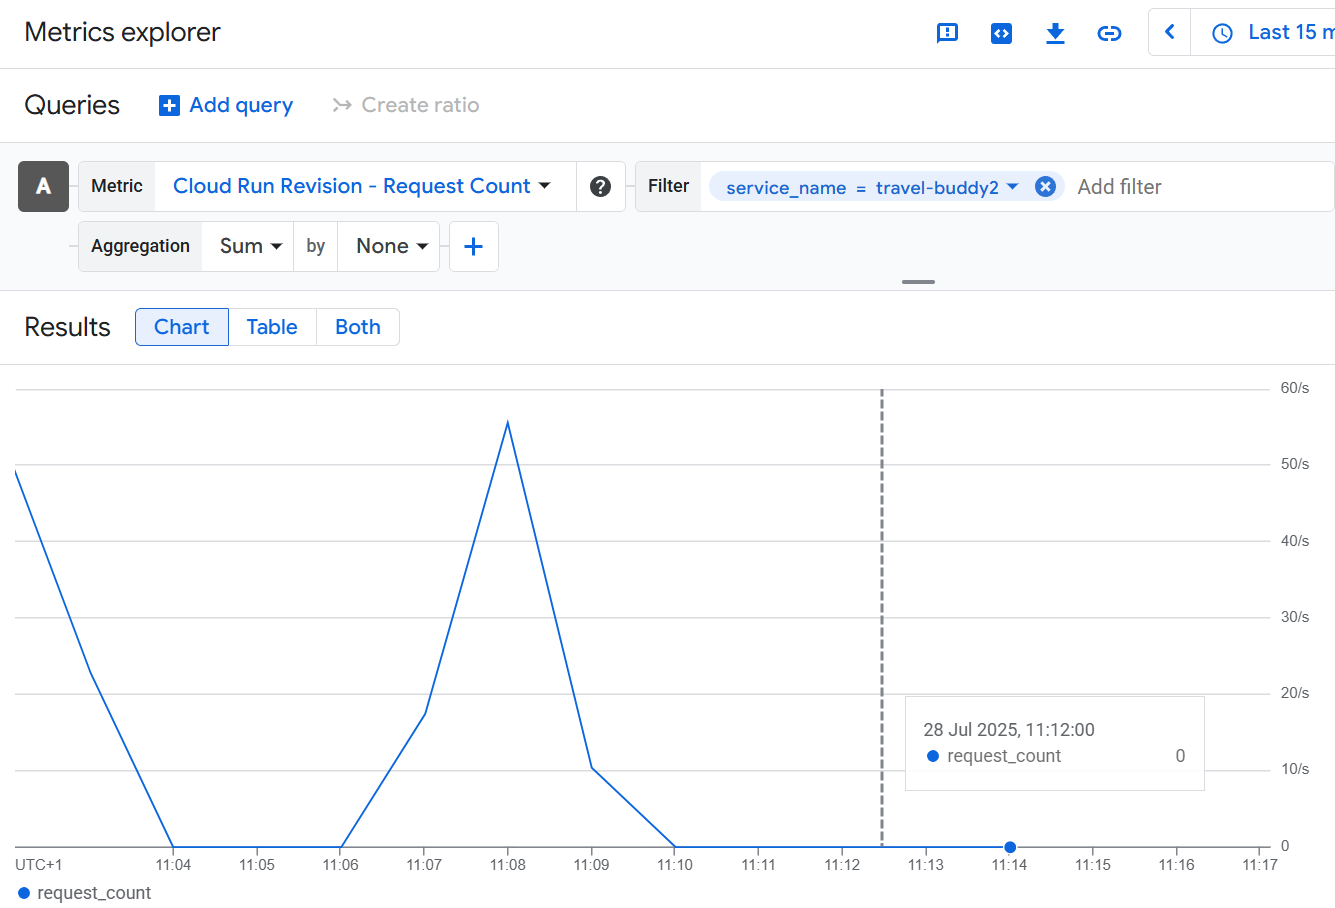 Metrics explorer
Last 15 m
Queries Add query Create ratio
A Metric Cloud Run Revision - Request Count Filter service_name = travel-buddy2 Add filter
Aggregation Sum by None
Results Chart Table Both
60/s
50/s
40/s
30/s
20/s
10/s
0
28 Jul 2025, 11:12:00
request_count 0
UTC+1 11:04 11:05 11:06 11:07 11:08 11:09 11:10 11:11 11:12 11:13 11:14 11:15 11:16 11:17
request_count